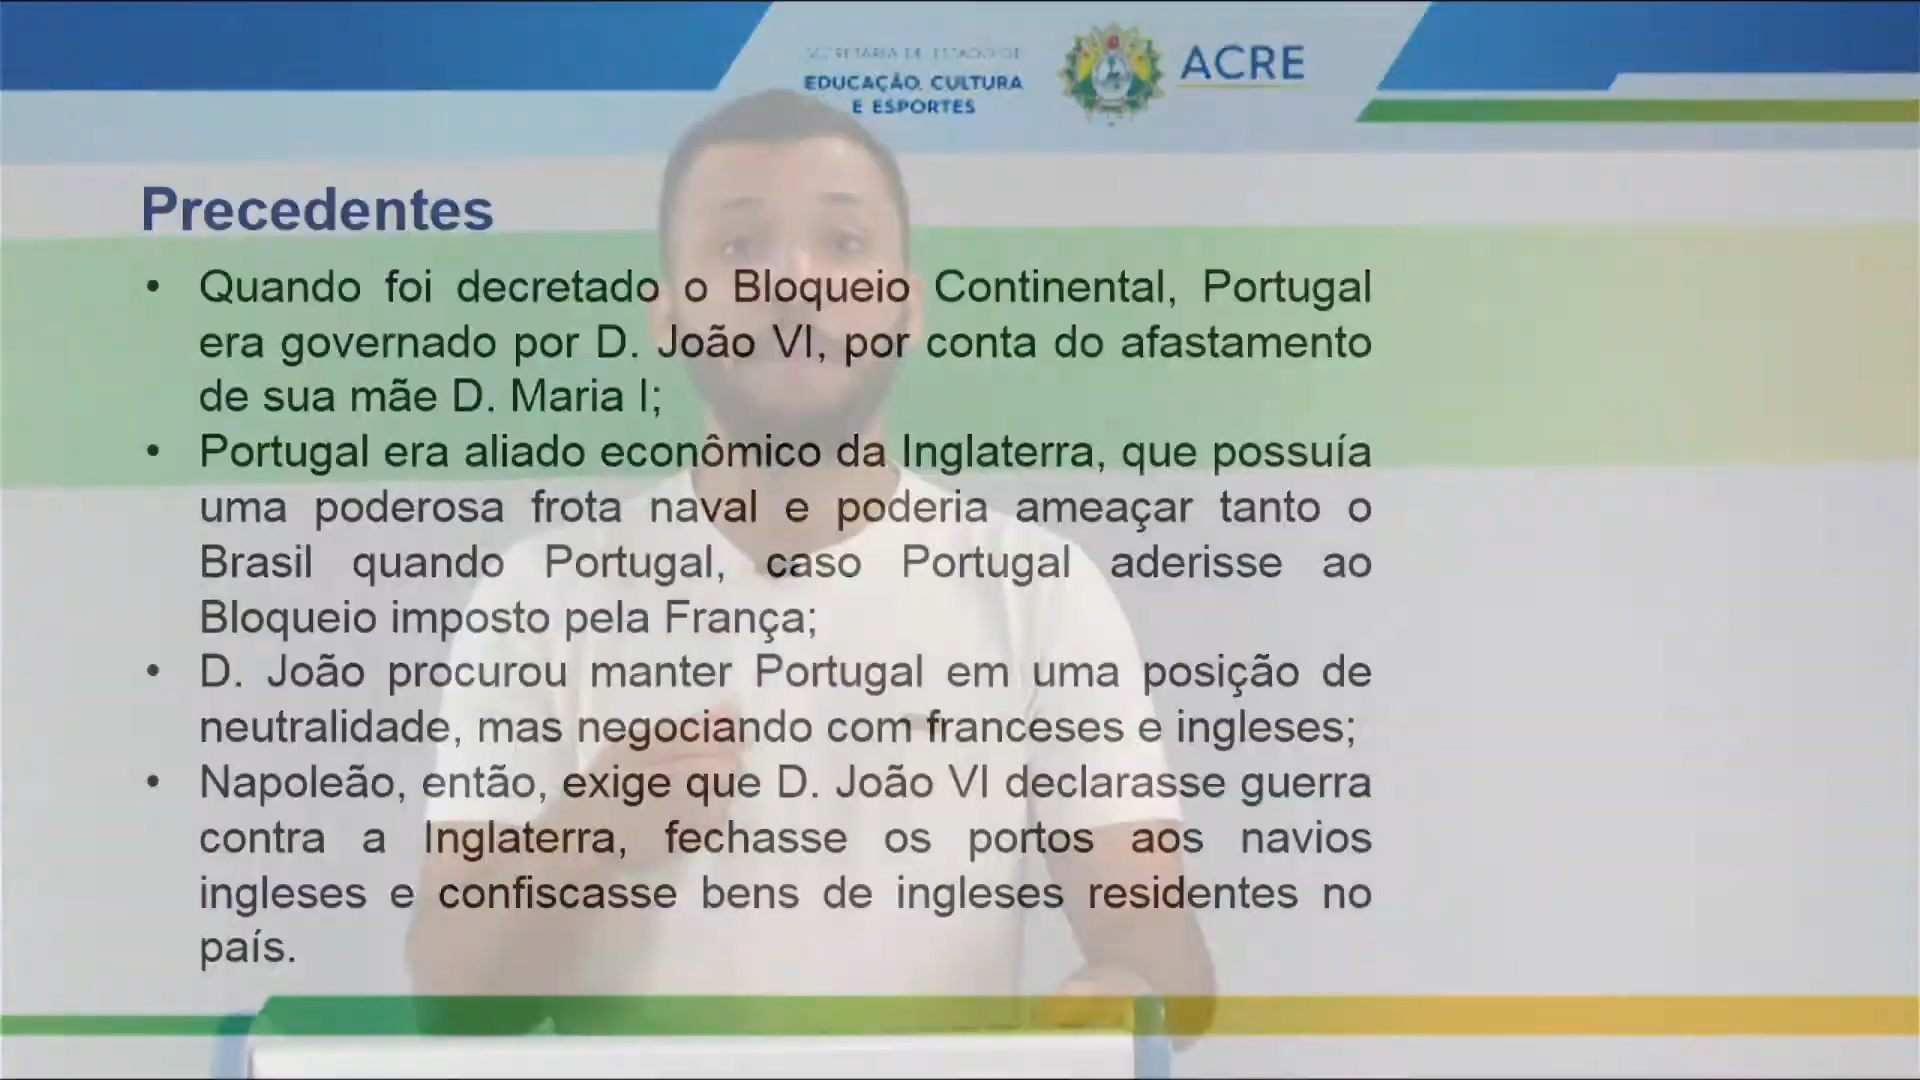 SECRETARIA DE ESTADO DE
EDUCAÇÃO, CULTURA
E ESPORTES
ACRE
Precedentes
• Quando foi decretado o Bloqueio Continental, Portugal
era governado por D. João VI, por conta do afastamento
de sua mãe D. Maria I;
• Portugal era aliado econômico da Inglaterra, que possuía
uma poderosa frota naval e poderia ameaçar tanto o
Brasil quando Portugal, caso Portugal aderisse ao
Bloqueio imposto pela França;
• D. João procurou manter Portugal em uma posição de
neutralidade, mas negociando com franceses e ingleses;
• Napoleão, então, exige que D. João VI declarasse guerra
contra a Inglaterra, fechasse os portos aos navios
ingleses e confiscasse bens de ingleses residentes no
país.